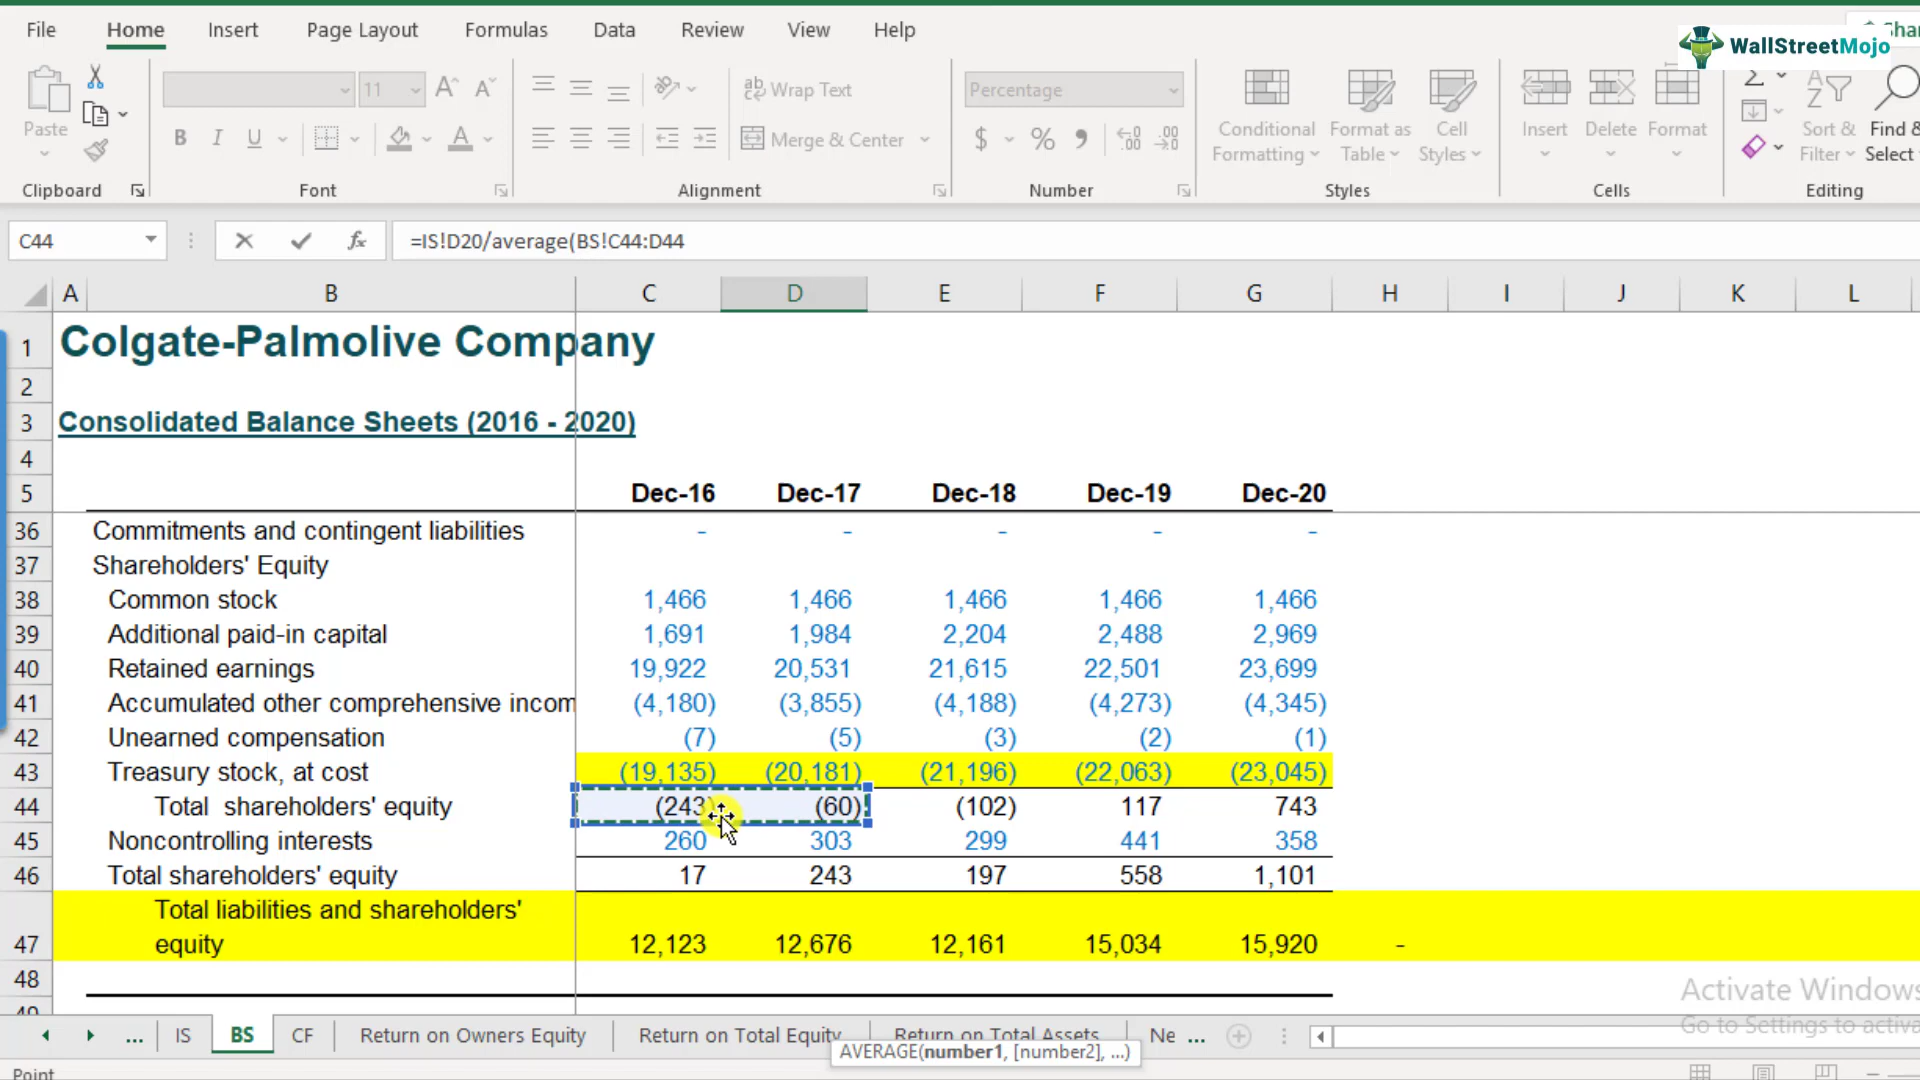 File Home Insert Page Layout Formulas Data Review View Help
WallStreetMojo
11
Wrap Text
Percentage
Paste
B I U
Merge & Center
$ %
Conditional Formatting
Format as Table
Cell Styles
Insert
Delete
Format
Sort & Filter
Find &
Select
Clipboard Font Alignment Number Styles Cells Editing
C44 fx =IS!D20/average(BS!C44:D44
A B C D E F G H I J K L
1 Colgate-Palmolive Company
2
3 Consolidated Balance Sheets (2016 - 2020)
4
5 Dec-16 Dec-17 Dec-18 Dec-19 Dec-20
36 Commitments and contingent liabilities - - - - -
37 Shareholders' Equity
38 Common stock 1,466 1,466 1,466 1,466 1,466
39 Additional paid-in capital 1,691 1,984 2,204 2,488 2,969
40 Retained earnings 19,922 20,531 21,615 22,501 23,699
41 Accumulated other comprehensive incom (4,180) (3,855) (4,188) (4,273) (4,345)
42 Unearned compensation (7) (5) (3) (2) (1)
43 Treasury stock, at cost (19,135) (20,181) (21,196) (22,063) (23,045)
44 Total shareholders' equity (243) (60) (102) 117 743
45 Noncontrolling interests 260 303 299 441 358
46 Total shareholders' equity 17 243 197 558 1,101
Total liabilities and shareholders'
47 equity 12,123 12,676 12,161 15,034 15,920 -
48
Activate Windows
Go to Settings to activa
... IS BS CF Return on Owners Equity Return on Total Equity Return on Total Assets Ne ...
AVERAGE(number1, [number2], ...)
Point